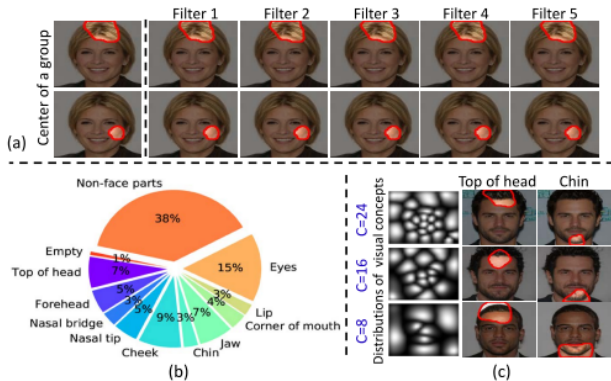 Filter 1 Filter 2 Filter 3 Filter 4 Filter 5
Center of a group
(a)
Non-face parts
38%
Empty
1%
Top of head
7%
Forehead
5%
Nasal bridge
3%
Nasal tip
5%
Cheek
9%
Chin
3%
Jaw
7%
Corner of mouth
4%
Lip
3%
Eyes
15%
(b)
Top of head Chin
C=24
C=16
C=8
Distributions of visual concepts
(c)